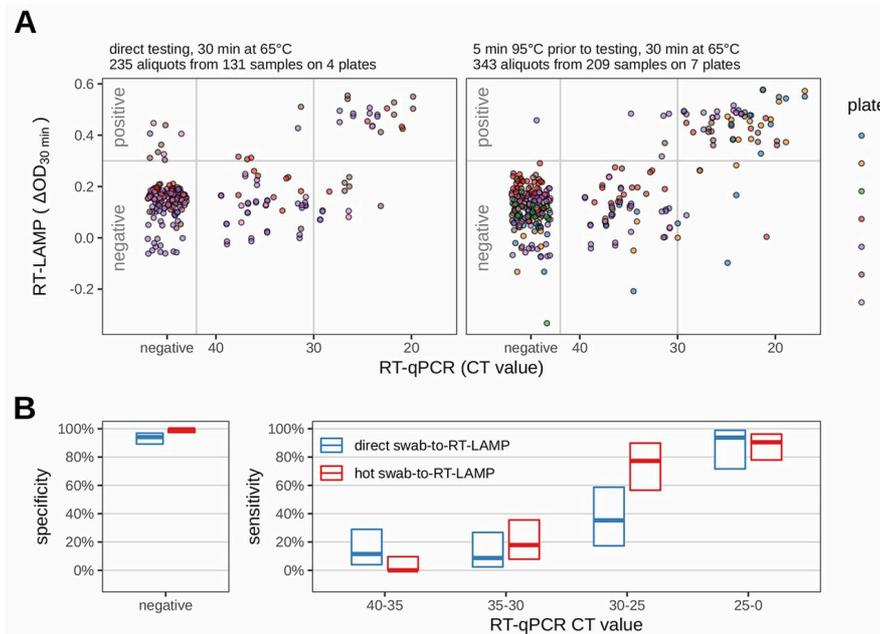 A
direct testing, 30 min at 65°C
235 aliquots from 131 samples on 4 plates
5 min 95°C prior to testing, 30 min at 65°C
343 aliquots from 209 samples on 7 plates
plate
RT-LAMP ( ΔOD30 min )
0.6
0.4
0.2
0.0
-0.2
positive
negative
positive
negative
negative
40
30
20
negative
40
30
20
RT-qPCR (CT value)
B
specificity
100%
80%
60%
40%
20%
0%
negative
sensitivity
100%
80%
60%
40%
20%
0%
direct swab-to-RT-LAMP
hot swab-to-RT-LAMP
40-35
35-30
30-25
25-0
RT-qPCR CT value